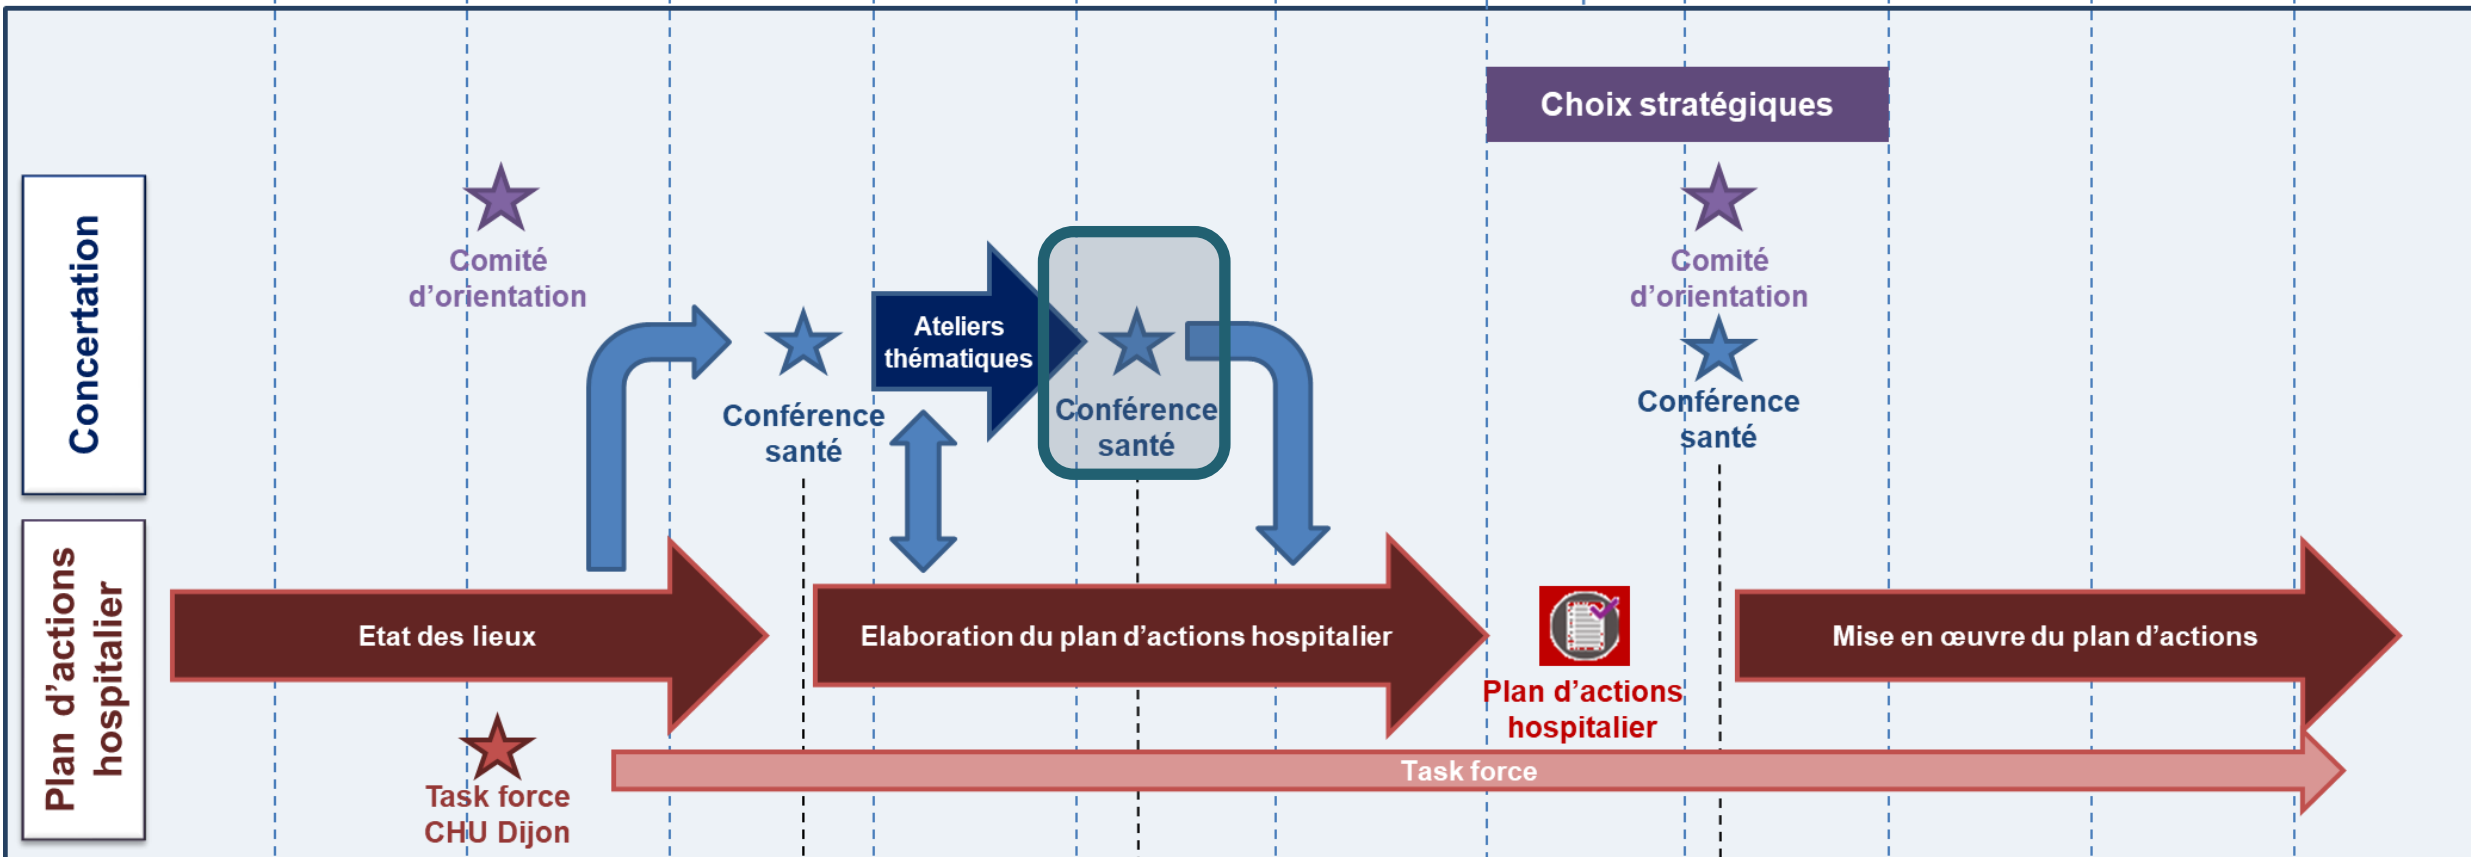 Choix stratégiques
Concertation
Comité
d'orientation
Comité
d'orientation
Ateliers
thématiques
Conférence
santé
Conférence
santé
Conférence
santé
Plan d'actions
hospitalier
Etat des lieux
Elaboration du plan d'actions hospitalier
Plan d'actions
hospitalier
Mise en œuvre du plan d'actions
Task force
CHU Dijon
Task force